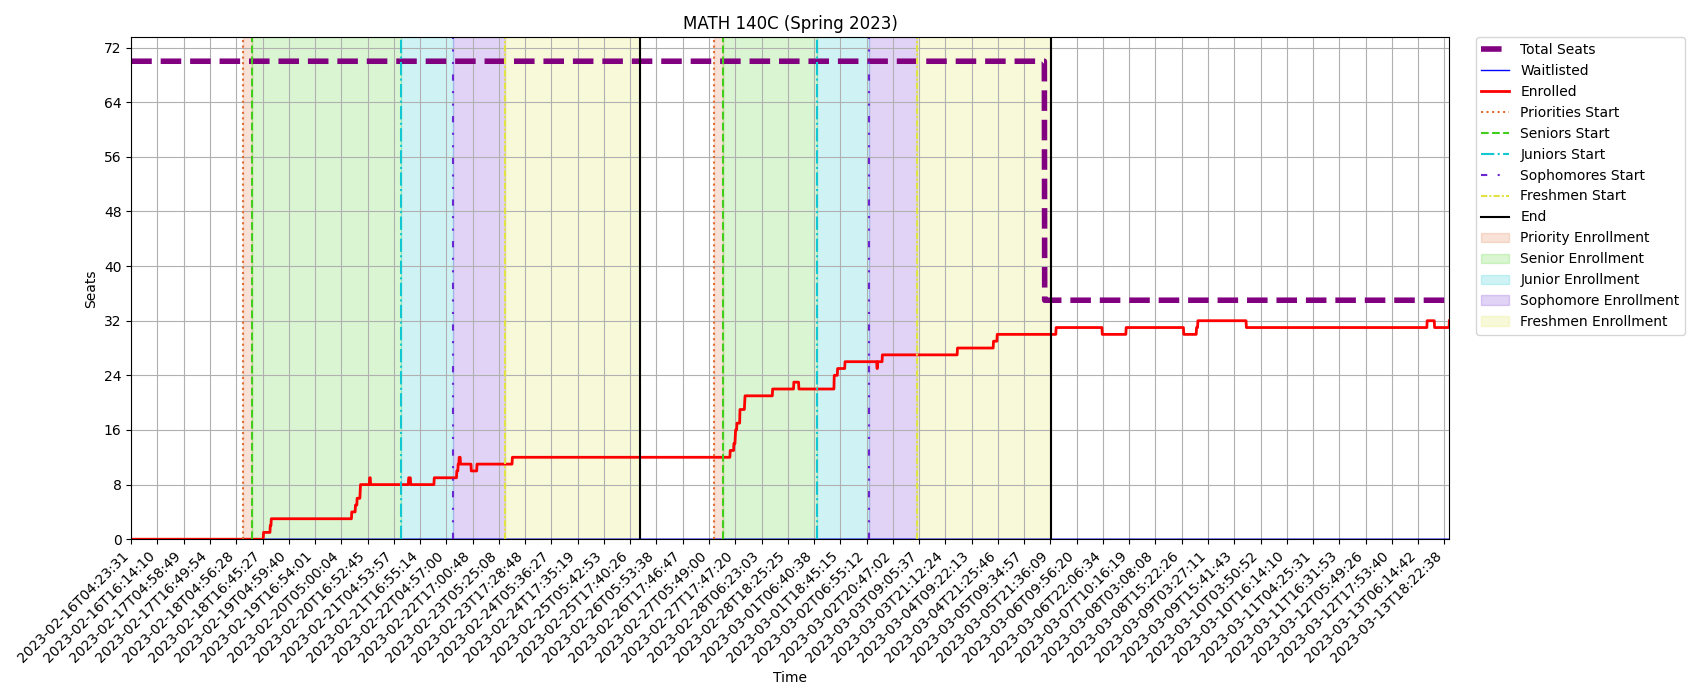 MATH 140C (Spring 2023)
72
64
56
48
40
32
24
16
8
0
Seats
2023-02-16T04:23:31
2023-02-16T16:14:10
2023-02-17T04:58:49
2023-02-17T16:49:54
2023-02-18T04:56:28
2023-02-18T16:45:27
2023-02-19T04:59:40
2023-02-19T16:54:01
2023-02-20T05:00:04
2023-02-20T16:52:45
2023-02-21T04:53:57
2023-02-21T16:55:14
2023-02-22T04:57:00
2023-02-22T17:00:48
2023-02-23T05:25:08
2023-02-23T17:28:48
2023-02-24T05:36:27
2023-02-24T17:35:19
2023-02-25T05:42:53
2023-02-25T17:40:26
2023-02-26T05:53:38
2023-02-26T17:46:47
2023-02-27T05:49:00
2023-02-27T17:47:20
2023-02-28T06:23:03
2023-02-28T18:25:25
2023-03-01T06:40:38
2023-03-01T18:45:15
2023-03-02T06:55:12
2023-03-02T20:47:02
2023-03-03T09:05:37
2023-03-03T21:12:24
2023-03-04T09:22:13
2023-03-04T21:25:46
2023-03-05T09:34:57
2023-03-05T21:36:09
2023-03-06T09:56:20
2023-03-06T22:06:34
2023-03-07T10:16:19
2023-03-08T03:08:08
2023-03-08T15:22:26
2023-03-09T03:27:11
2023-03-09T15:41:43
2023-03-10T03:50:52
2023-03-10T16:14:10
2023-03-11T04:25:31
2023-03-11T16:31:53
2023-03-12T05:49:26
2023-03-12T17:53:40
2023-03-13T06:14:42
2023-03-13T18:22:38
Time
Total Seats
Waitlisted
Enrolled
Priorities Start
Seniors Start
Juniors Start
Sophomores Start
Freshmen Start
End
Priority Enrollment
Senior Enrollment
Junior Enrollment
Sophomore Enrollment
Freshmen Enrollment